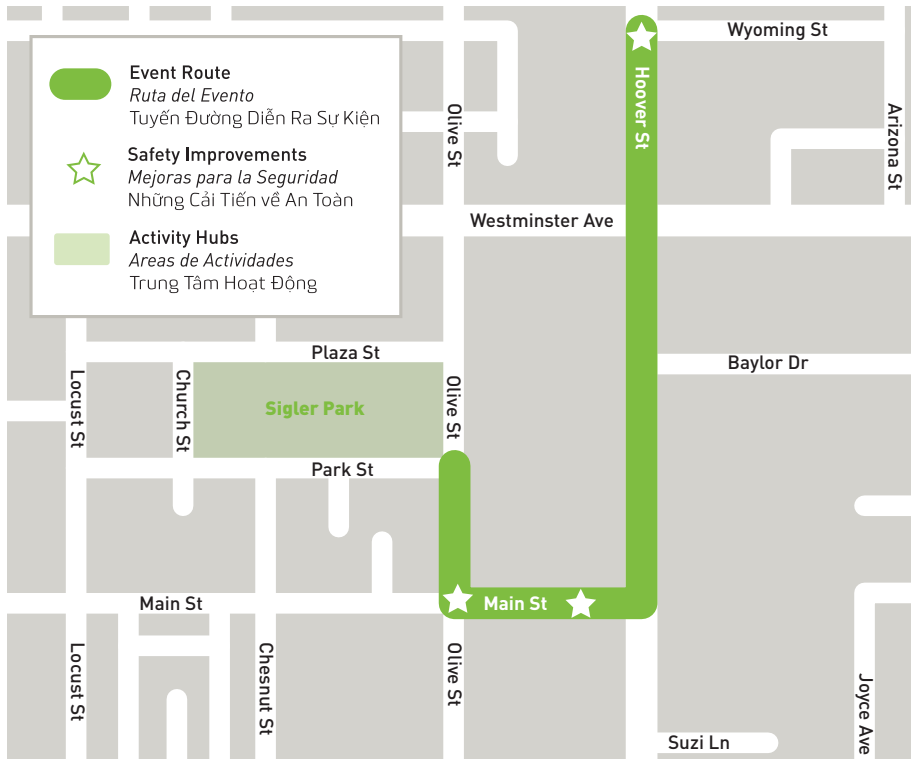 Event Route
Ruta del Evento
Tuyến Đường Diễn Ra Sự Kiện
Safety Improvements
Mejoras para la Seguridad
Những Cải Tiến về An Toàn
Activity Hubs
Areas de Actividades
Trung Tâm Hoạt Động
Wyoming St
Hoover St
Olive St
Arizona St
Westminster Ave
Plaza St
Baylor Dr
Locust St
Church St
Sigler Park
Olive St
Park St
Main St
Main St
Locust St
Chesnut St
Olive St
Joyce Ave
Suzi Ln